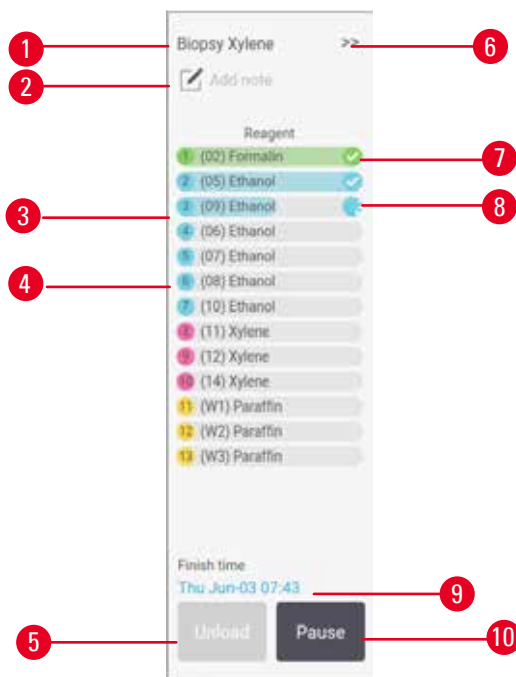 1 Biopsy Xylene >> 6
2 Add note
Reagent
1 (02) Formalin 7
2 (05) Ethanol
3 3 (09) Ethanol 8
4 (06) Ethanol
5 (07) Ethanol
4 6 (08) Ethanol
7 (10) Ethanol
8 (11) Xylene
9 (12) Xylene
10 (14) Xylene
11 (W1) Paraffin
12 (W2) Paraffin
13 (W3) Paraffin
Finish time
Thu Jun-03 07:43 9
5 Unload Pause 10